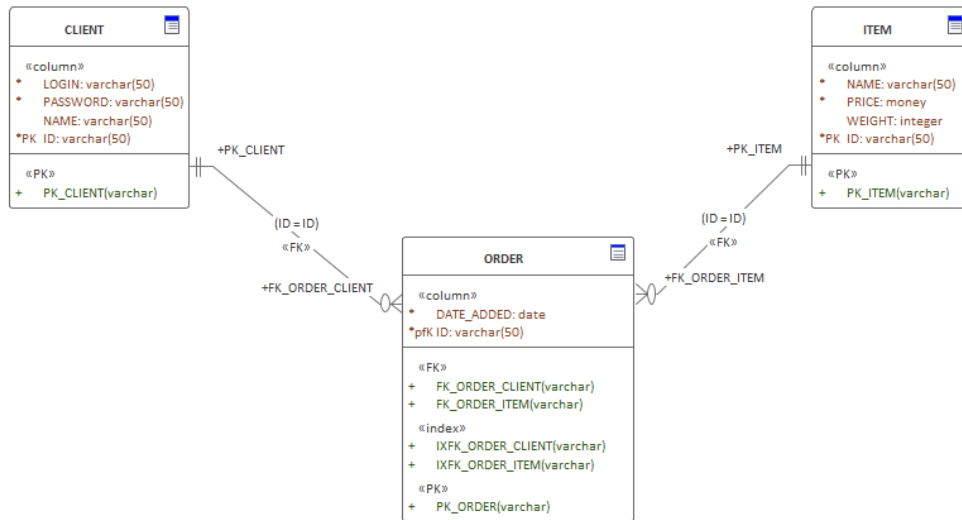 CLIENT
«column»
* LOGIN: varchar(50)
* PASSWORD: varchar(50)
NAME: varchar(50)
*PK ID: varchar(50)
«PK»
+ PK_CLIENT(varchar)
ITEM
«column»
* NAME: varchar(50)
* PRICE: money
WEIGHT: integer
*PK ID: varchar(50)
«PK»
+ PK_ITEM(varchar)
+PK_CLIENT
(ID = ID)
«FK»
+FK_ORDER_CLIENT
+PK_ITEM
(ID = ID)
«FK»
+FK_ORDER_ITEM
ORDER
«column»
* DATE_ADDED: date
*pfK ID: varchar(50)
«FK»
+ FK_ORDER_CLIENT(varchar)
+ FK_ORDER_ITEM(varchar)
«index»
+ IXFK_ORDER_CLIENT(varchar)
+ IXFK_ORDER_ITEM(varchar)
«PK»
+ PK_ORDER(varchar)